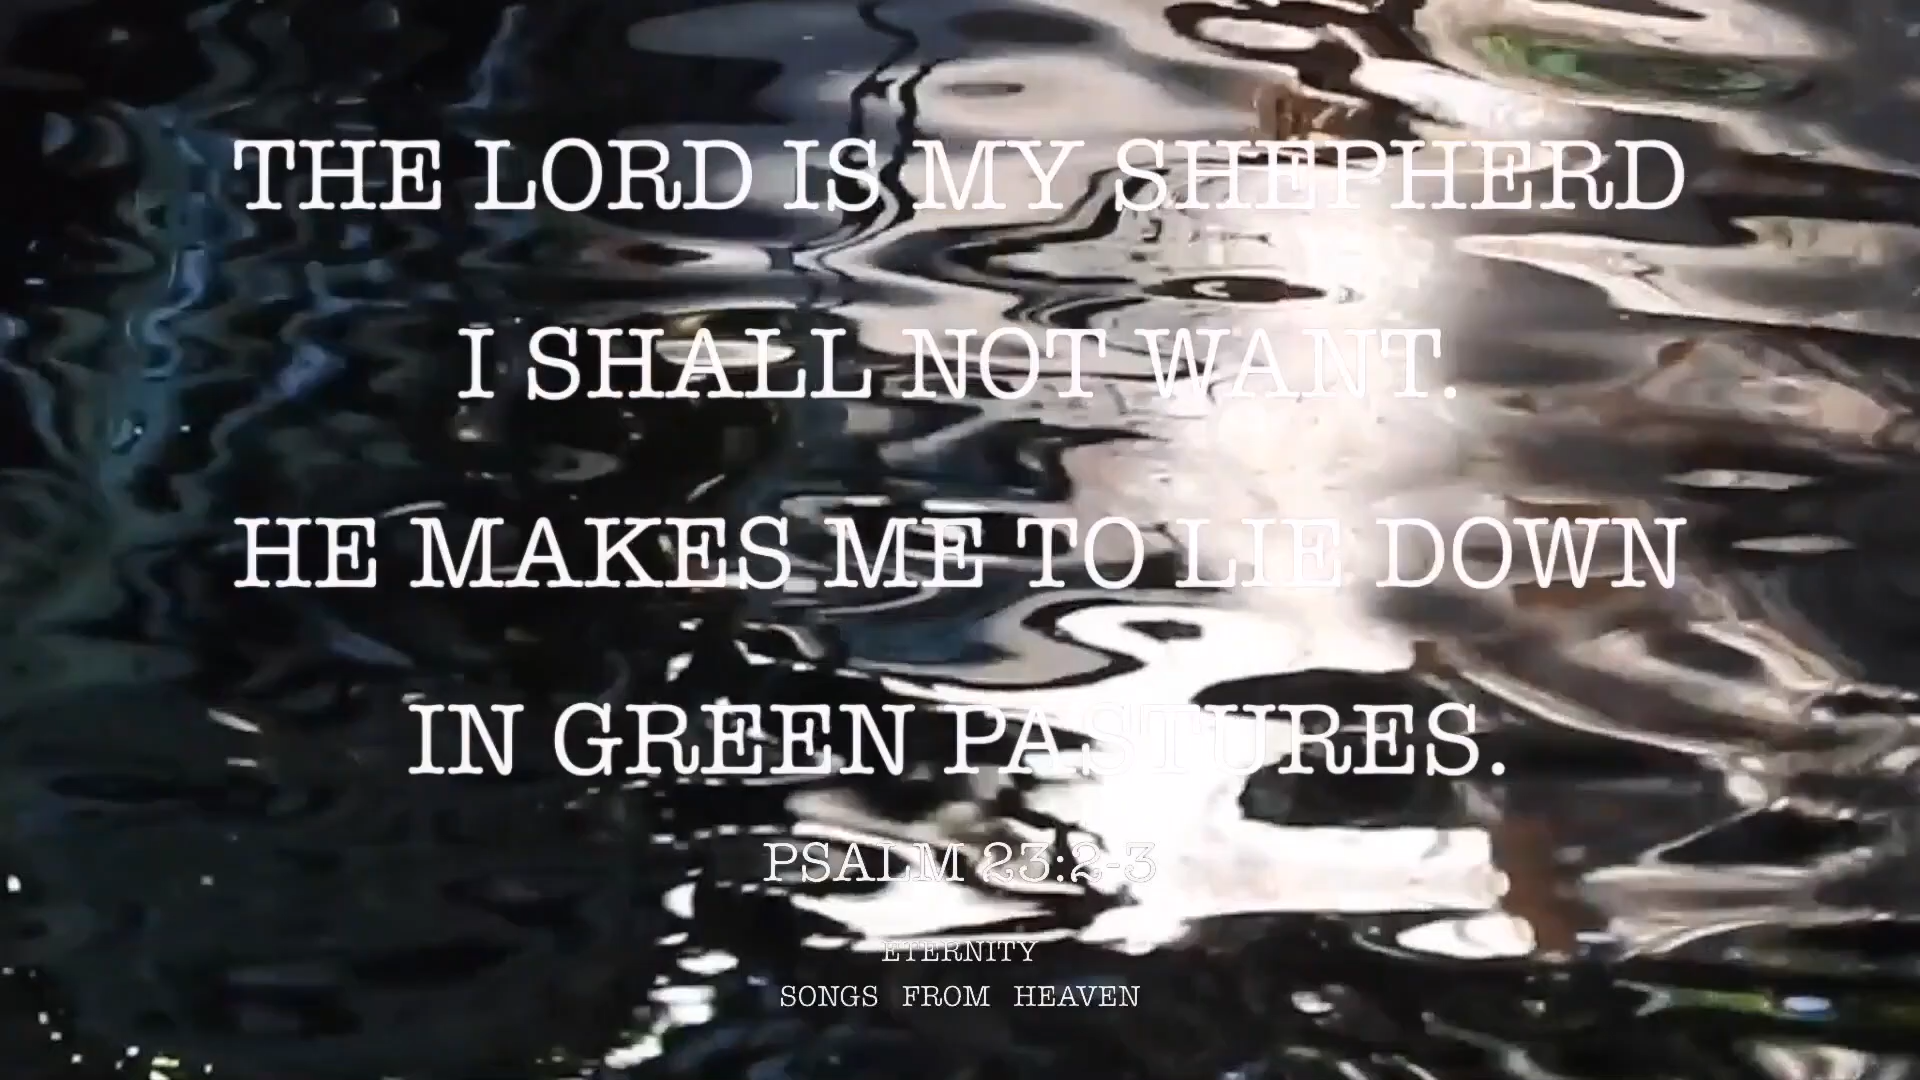 THE LORD IS MY SHEPHERD
I SHALL NOT WANT.
HE MAKES ME TO LIE DOWN
IN GREEN PASTURES.
PSALM 23:2-3
ETERNITY
SONGS FROM HEAVEN